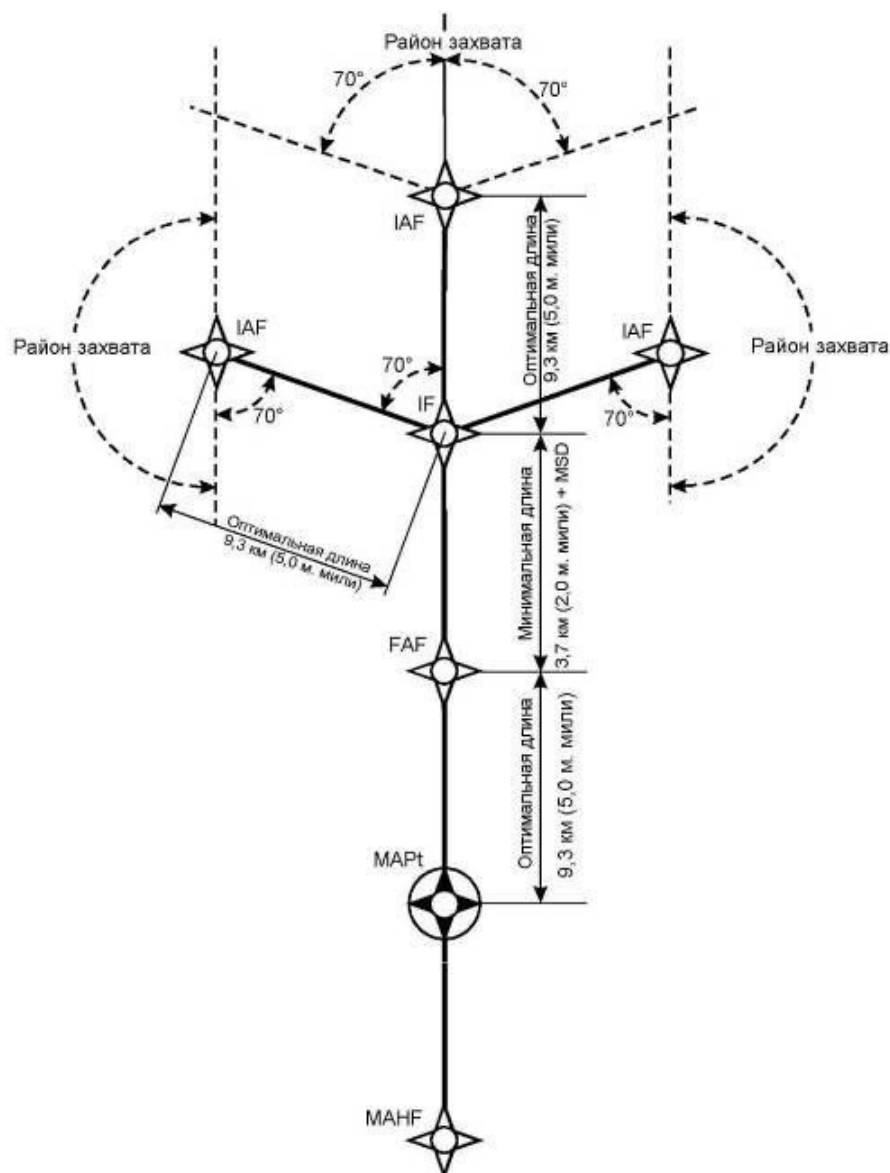 Район захвата
70°
70°
IAF
Оптимальная длина
9,3 км (5,0 м. мили)
IAF
IAF
Район захвата
Район захвата
70°
70°
IF
70°
Оптимальная длина
9,3 км (5,0 м. мили)
Минимальная длина
3,7 км (2,0 м. мили) + MSD
FAF
Оптимальная длина
9,3 км (5,0 м. мили)
MAPt
MAHF